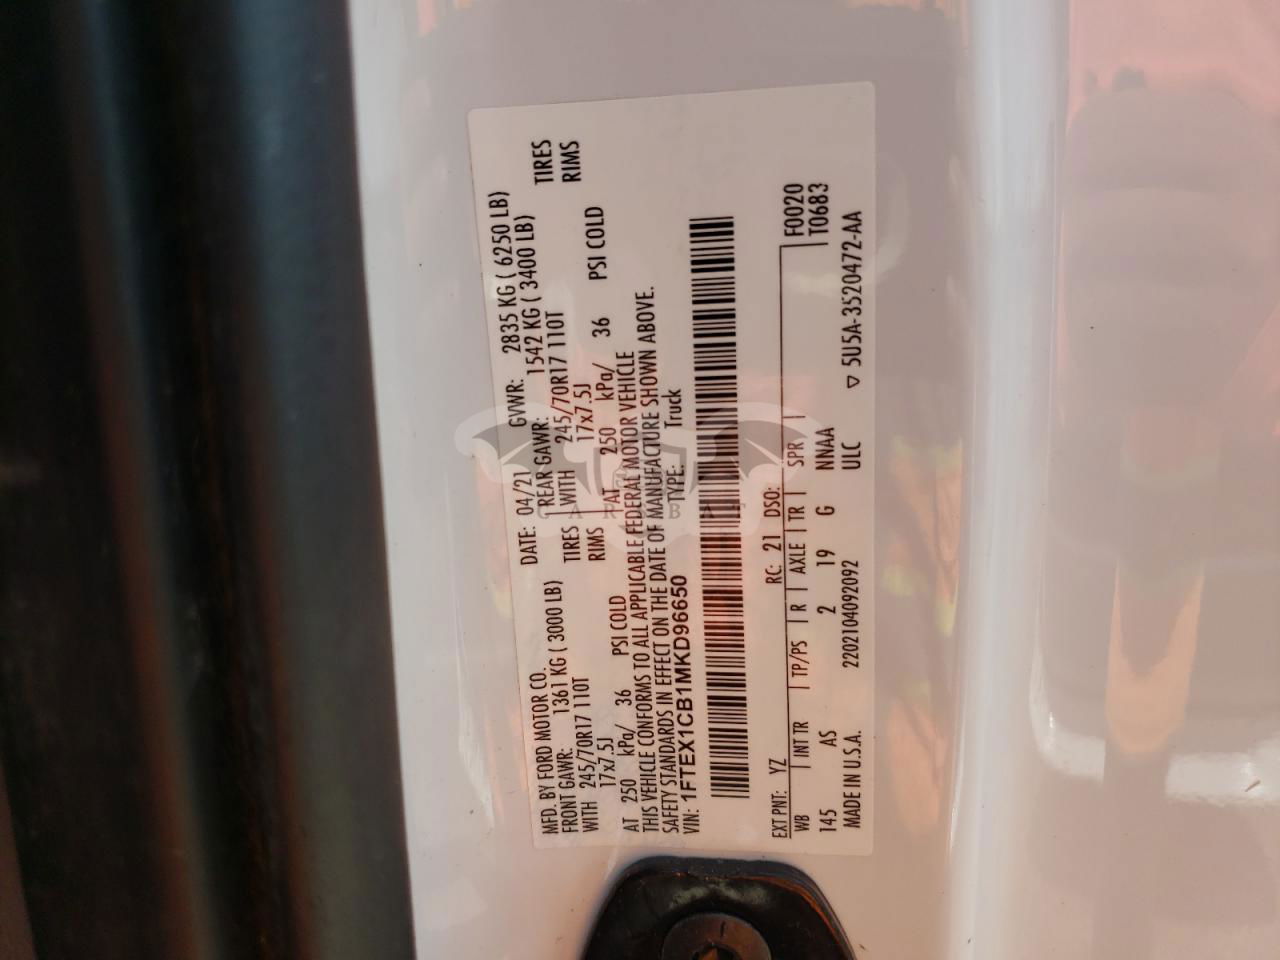 MFD. BY FORD MOTOR CO.
DATE: 04/21 GVWR: 2835 KG ( 6250 LB)
FRONT GAWR: 1361 KG ( 3000 LB)
REAR GAWR: 1542 KG ( 3400 LB)
WITH 245/70R17 110T TIRES
WITH 245/70R17 110T TIRES
17x7.5J RIMS
17x7.5J RIMS
AT 250 kPa/ 36 PSI COLD
AT 250 kPa/ 36 PSI COLD
THIS VEHICLE CONFORMS TO ALL APPLICABLE FEDERAL MOTOR VEHICLE
SAFETY STANDARDS IN EFFECT ON THE DATE OF MANUFACTURE SHOWN ABOVE.
VIN: 1FTEX1CB1MKD96650 TYPE: Truck
EXT PNT: YZ RC: 21 DSO: F0020
WB INT TR TP/PS R AXLE TR SPR T0683
145 AS 2 19 G NNAA
MADE IN U.S.A. 2202104092092 ULC ▽ 5U5A-3520472-AA
CAR BAT